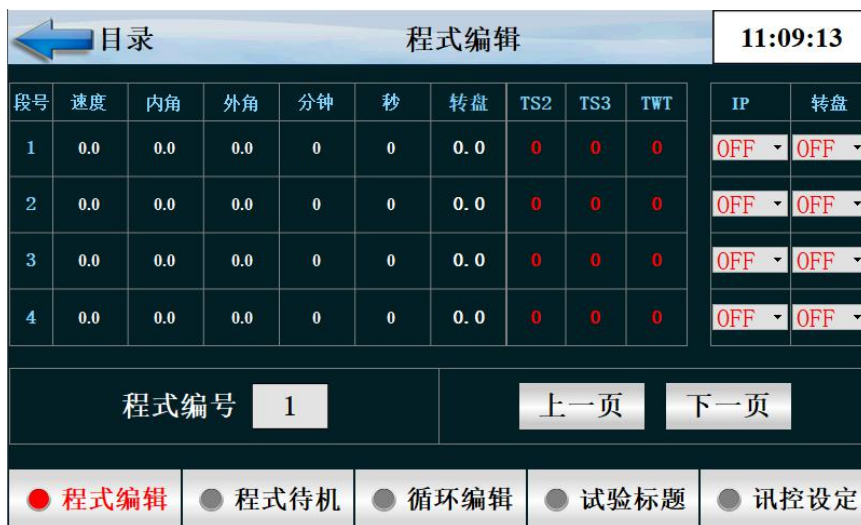 目录 程式编辑 11:09:13
段号 速度 内角 外角 分钟 秒 转盘 TS2 TS3 TWT IP 转盘
1 0.0 0.0 0.0 0 0 0.0 0 0 0 OFF OFF
2 0.0 0.0 0.0 0 0 0.0 0 0 0 OFF OFF
3 0.0 0.0 0.0 0 0 0.0 0 0 0 OFF OFF
4 0.0 0.0 0.0 0 0 0.0 0 0 0 OFF OFF
程式编号 1 上一页 下一页
程式编辑 程式待机 循环编辑 试验标题 讯控设定